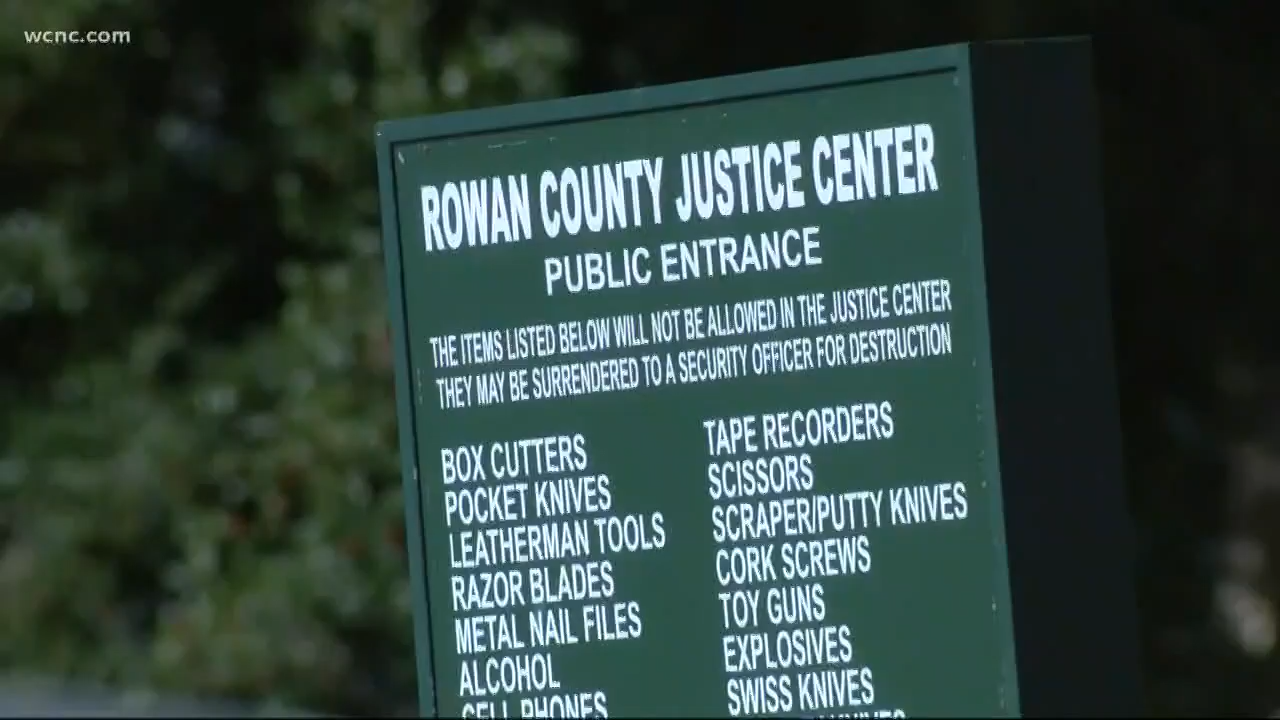 wcnc.com
ROWAN COUNTY JUSTICE CENTER
PUBLIC ENTRANCE
THE ITEMS LISTED BELOW WILL NOT BE ALLOWED IN THE JUSTICE CENTER
THEY MAY BE SURRENDERED TO A SECURITY OFFICER FOR DESTRUCTION
BOX CUTTERS
POCKET KNIVES
LEATHERMAN TOOLS
RAZOR BLADES
METAL NAIL FILES
ALCOHOL
CELL PHONES
TAPE RECORDERS
SCISSORS
SCRAPER/PUTTY KNIVES
CORK SCREWS
TOY GUNS
EXPLOSIVES
SWISS KNIVES
KNIVES